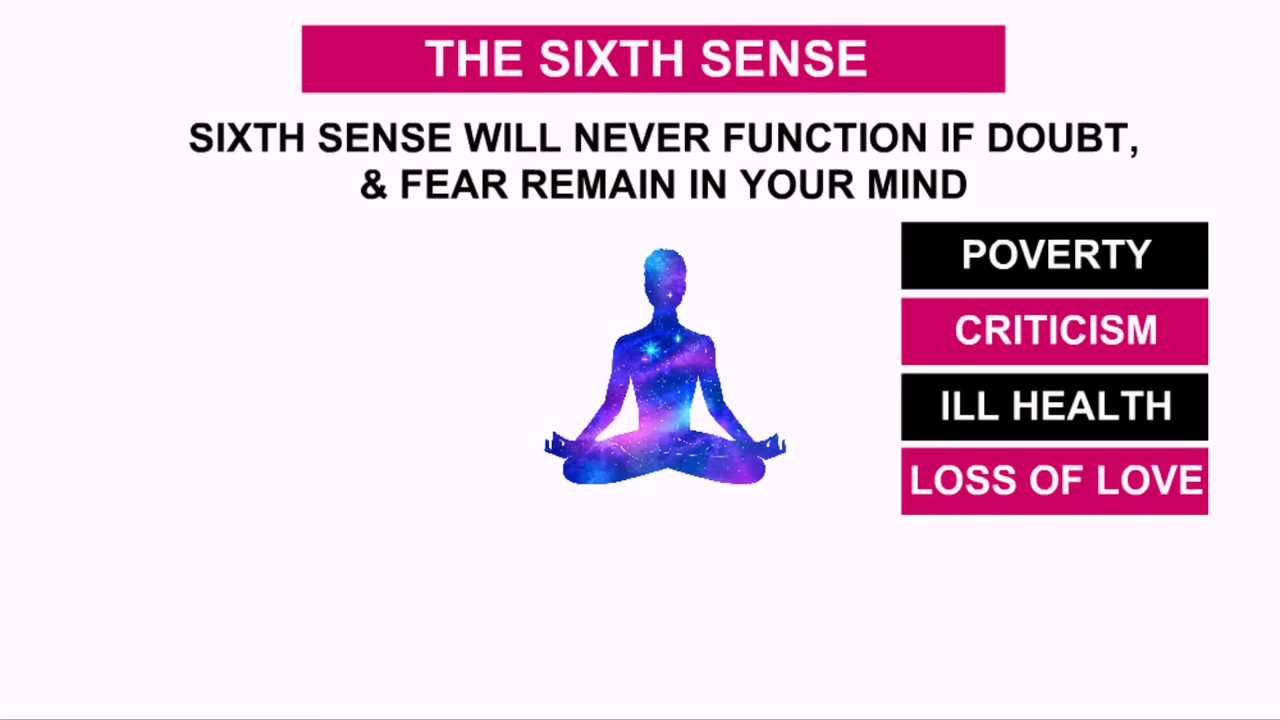 THE SIXTH SENSE
SIXTH SENSE WILL NEVER FUNCTION IF DOUBT,
& FEAR REMAIN IN YOUR MIND
POVERTY
CRITICISM
ILL HEALTH
LOSS OF LOVE